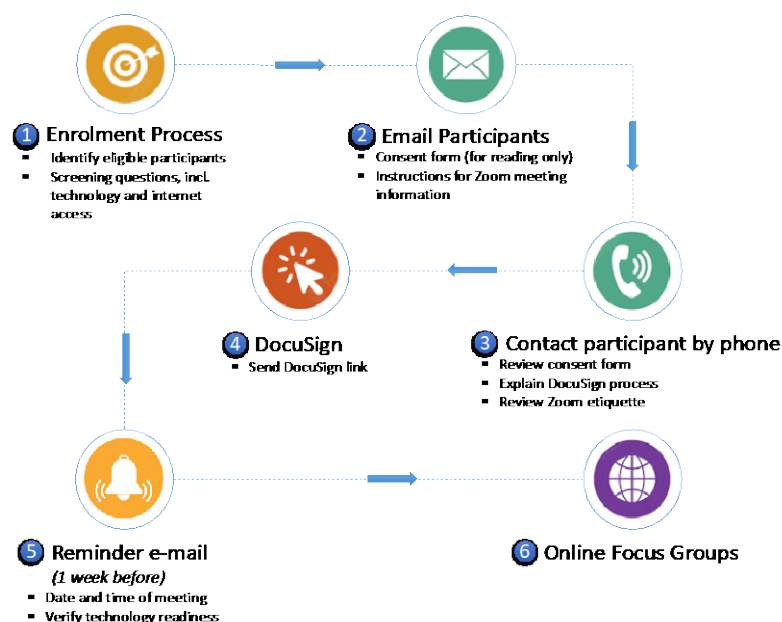 1 Enrolment Process
▪ Identify eligible participants
▪ Screening questions, incl.
technology and internet
access
2 Email Participants
▪ Consent form (for reading only)
▪ Instructions for Zoom meeting
information
3 Contact participant by phone
▪ Review consent form
▪ Explain DocuSign process
▪ Review Zoom etiquette
4 DocuSign
▪ Send DocuSign link
5 Reminder e-mail
(1 week before)
▪ Date and time of meeting
▪ Verify technology readiness
6 Online Focus Groups